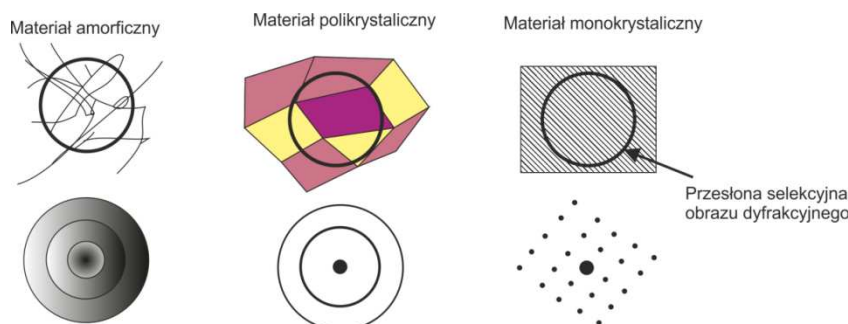 Materiał amorficzny
Materiał polikrystaliczny
Materiał monokrystaliczny
Przesłona selekcyjna
obrazu dyfrakcyjnego